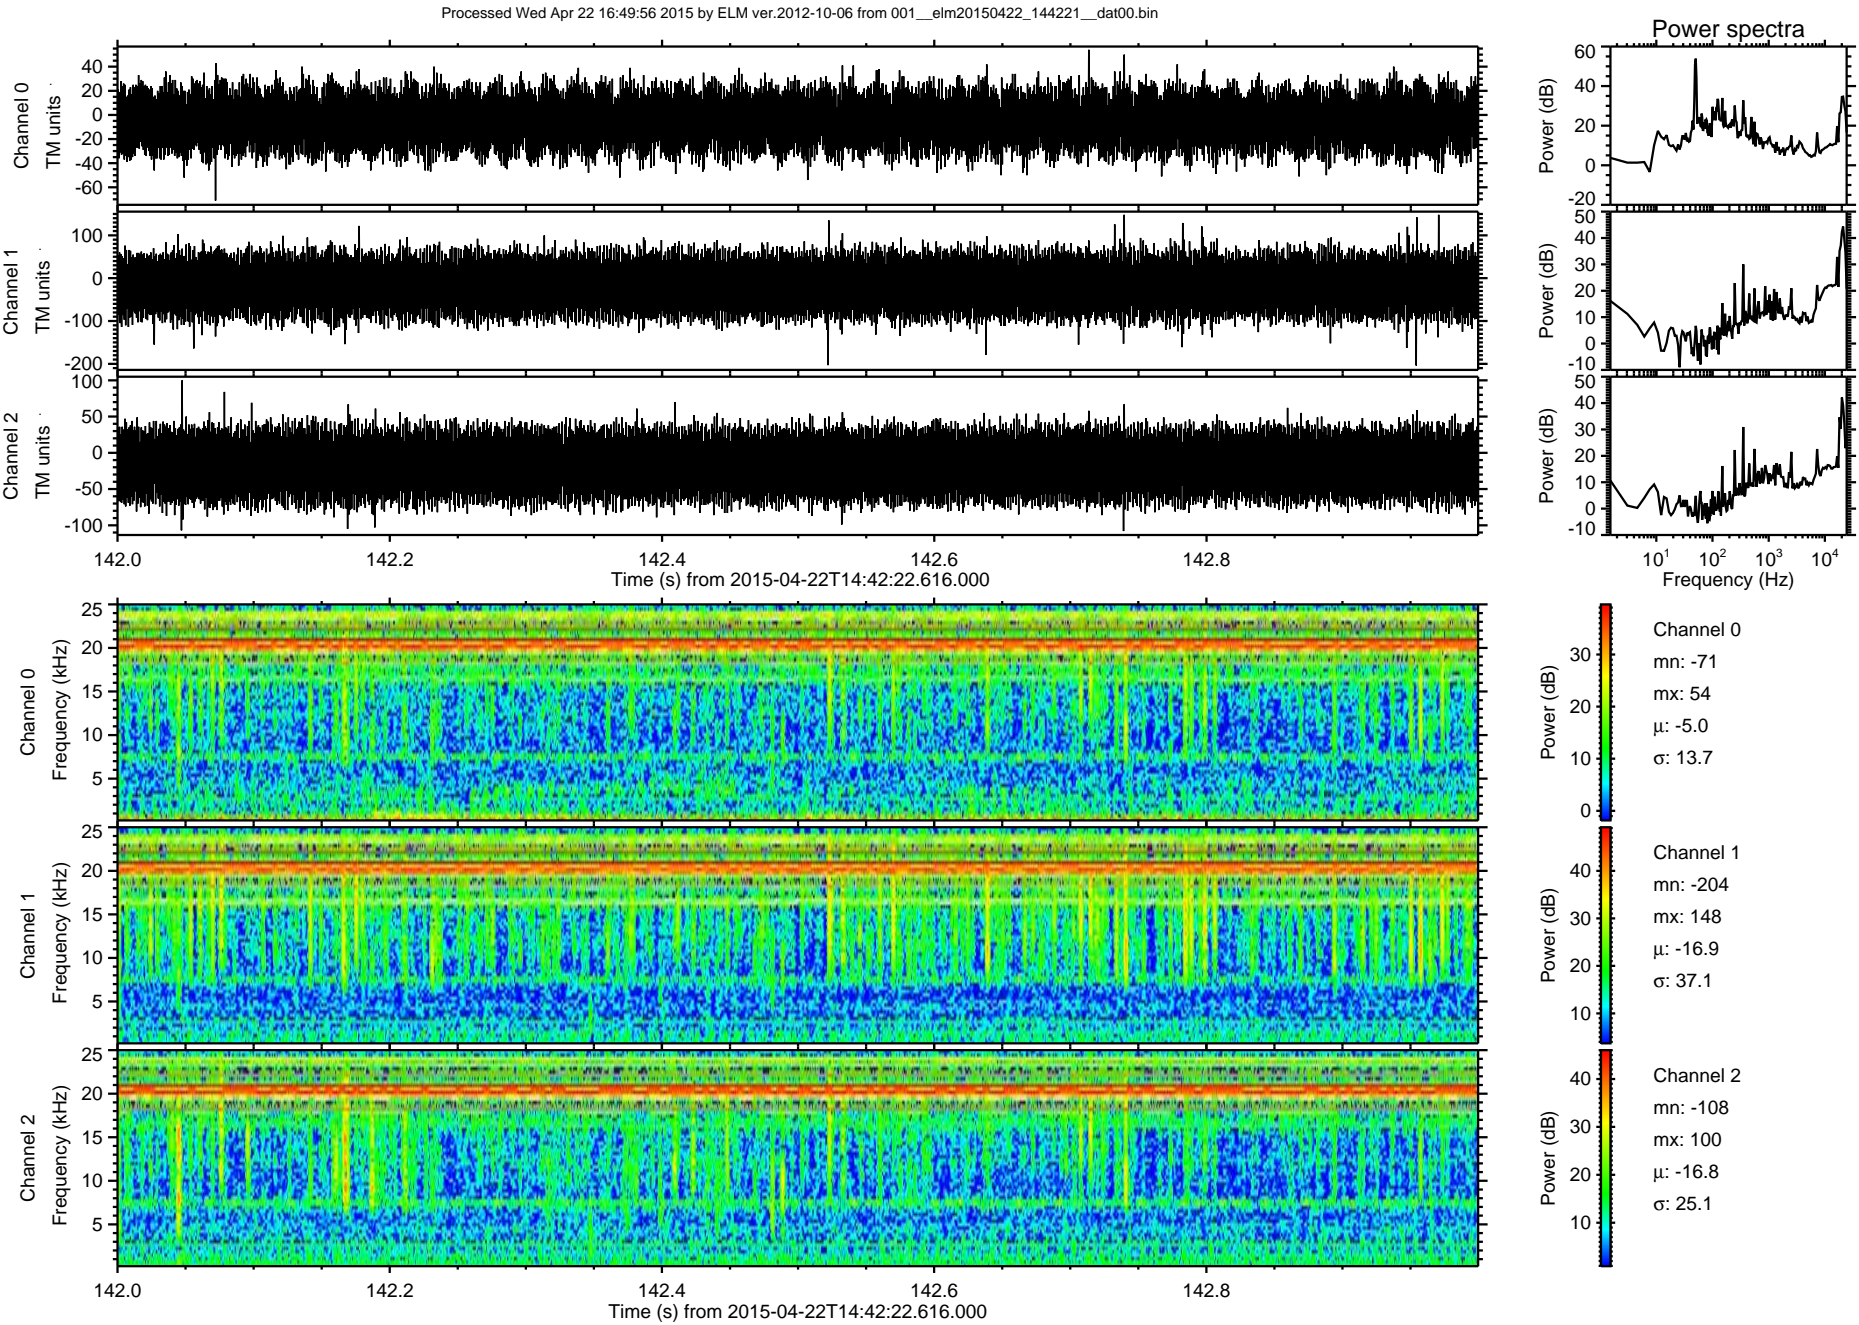 Processed Wed Apr 22 16:49:56 2015 by ELM ver.2012-10-06 from 001__elm20150422_144221__dat00.bin
Power spectra
Channel 0
TM units
40
20
0
-20
-40
-60
Power (dB)
60
40
20
0
-20
Channel 1
TM units
100
0
-100
-200
Power (dB)
50
40
30
20
10
0
-10
Channel 2
TM units
100
50
0
-50
-100
Power (dB)
50
40
30
20
10
0
-10
142.0 142.2 142.4 142.6 142.8
Time (s) from 2015-04-22T14:42:22.616.000
10^1 10^2 10^3 10^4
Frequency (Hz)
Channel 0
Frequency (kHz)
25
20
15
10
5
Power (dB)
30
20
10
0
Channel 0
mn: -71
mx: 54
µ: -5.0
σ: 13.7
Channel 1
Frequency (kHz)
25
20
15
10
5
Power (dB)
40
30
20
10
Channel 1
mn: -204
mx: 148
µ: -16.9
σ: 37.1
Channel 2
Frequency (kHz)
25
20
15
10
5
Power (dB)
40
30
20
10
Channel 2
mn: -108
mx: 100
µ: -16.8
σ: 25.1
142.0 142.2 142.4 142.6 142.8
Time (s) from 2015-04-22T14:42:22.616.000